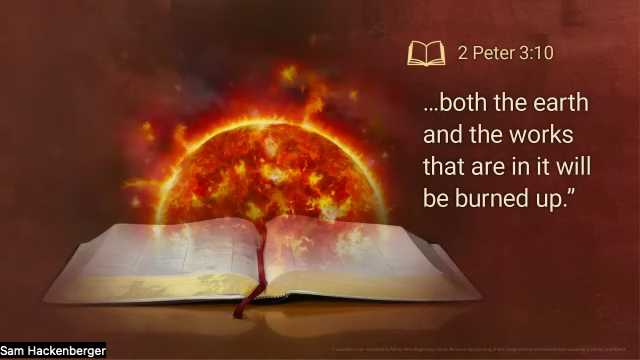 2 Peter 3:10
…both the earth
and the works
that are in it will
be burned up.”
Sam Hackenberger